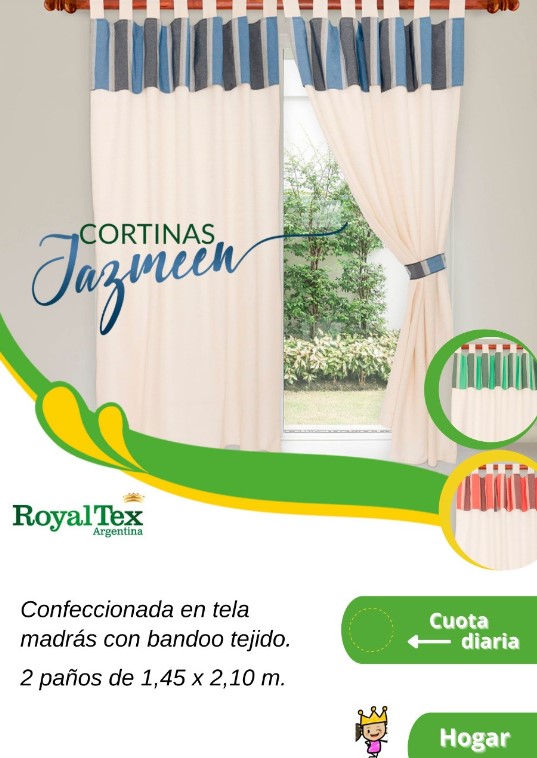 CORTINAS
Jazmeen
RoyalTex
Argentina
Confeccionada en tela
madrás con bandoo tejido.
2 paños de 1,45 x 2,10 m.
Cuota
diaria
Hogar